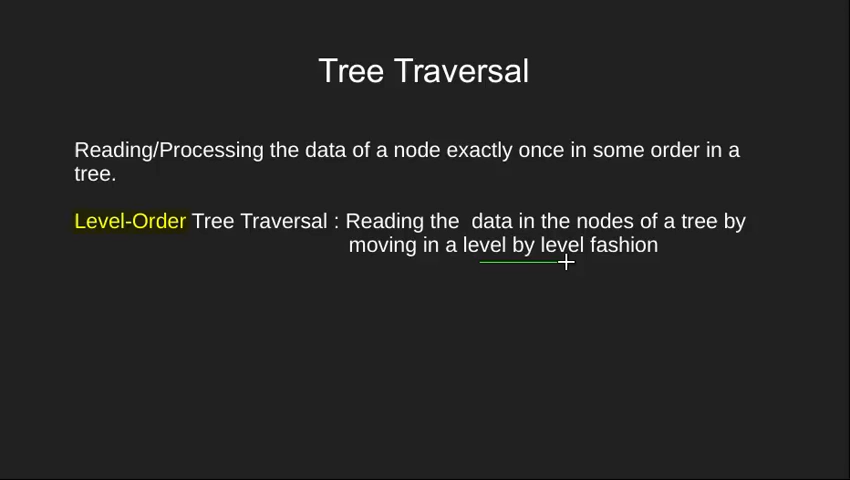 Tree Traversal
Reading/Processing the data of a node exactly once in some order in a
tree.
Level-Order Tree Traversal : Reading the  data in the nodes of a tree by
moving in a level by level fashion